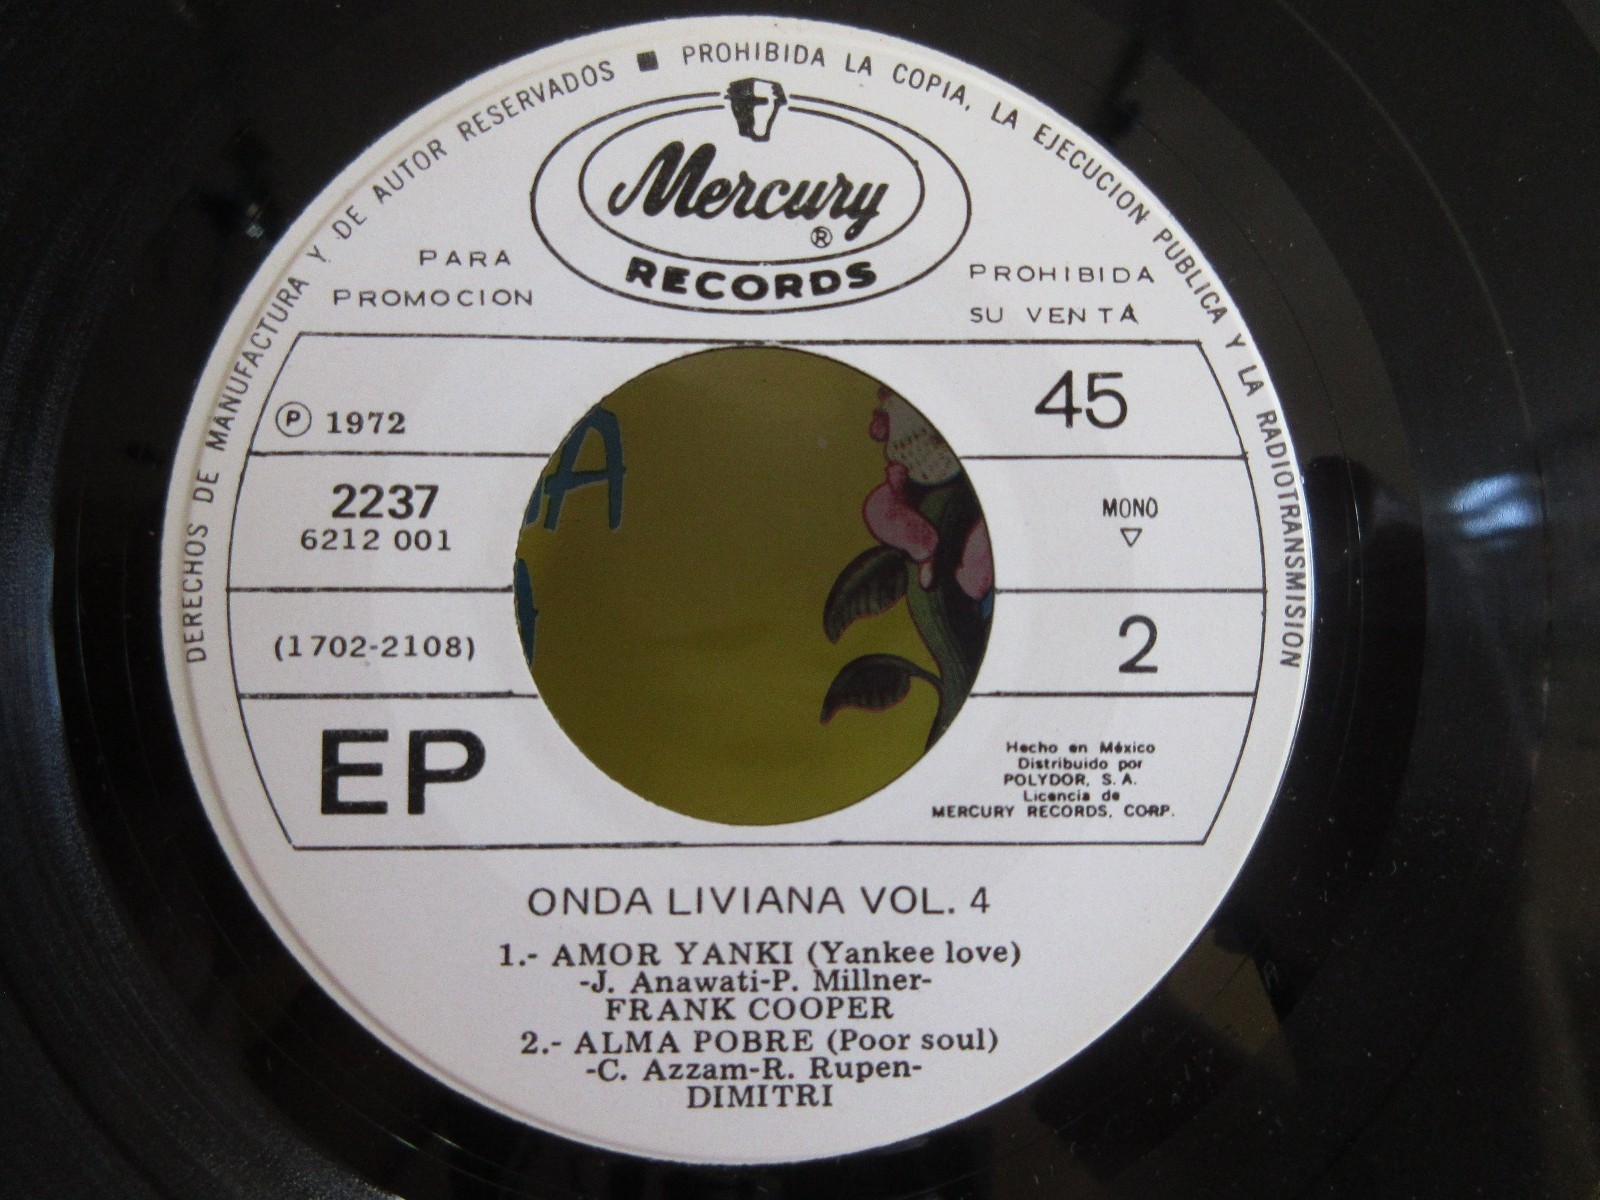 DERECHOS DE MANUFACTURA Y DE AUTOR RESERVADOS ■ PROHIBIDA LA COPIA, LA EJECUCION PUBLICA Y LA RADIOTRANSMISION
Mercury
®
RECORDS
PARA
PROMOCION
PROHIBIDA
SU VENTA
℗ 1972
45
2237
6212 001
MONO
(1702-2108)
2
EP
Hecho en México
Distribuido por
POLYDOR, S. A.
Licencia de
MERCURY RECORDS, CORP.
ONDA LIVIANA VOL. 4
1.- AMOR YANKI (Yankee love)
-J. Anawati-P. Millner-
FRANK COOPER
2.- ALMA POBRE (Poor soul)
-C. Azzam-R. Rupen-
DIMITRI